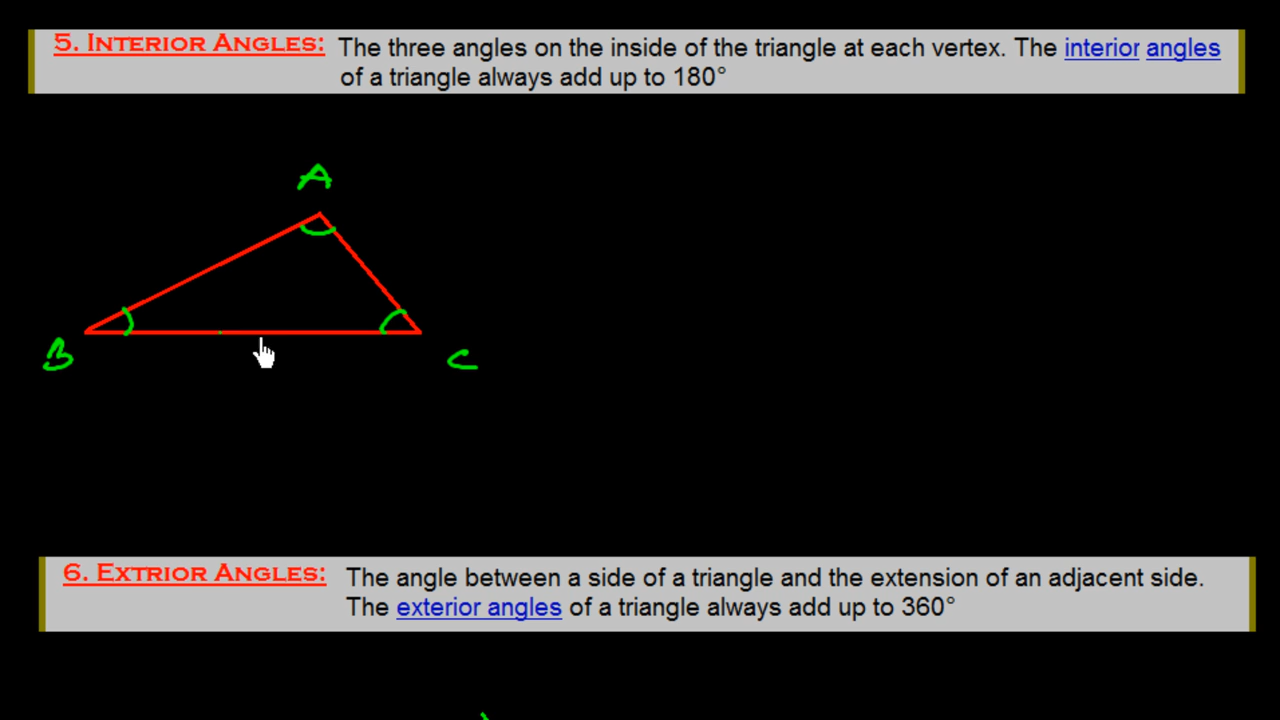 5. INTERIOR ANGLES: The three angles on the inside of the triangle at each vertex. The interior angles
of a triangle always add up to 180°
A
B
C
6. EXTRIOR ANGLES: The angle between a side of a triangle and the extension of an adjacent side.
The exterior angles of a triangle always add up to 360°